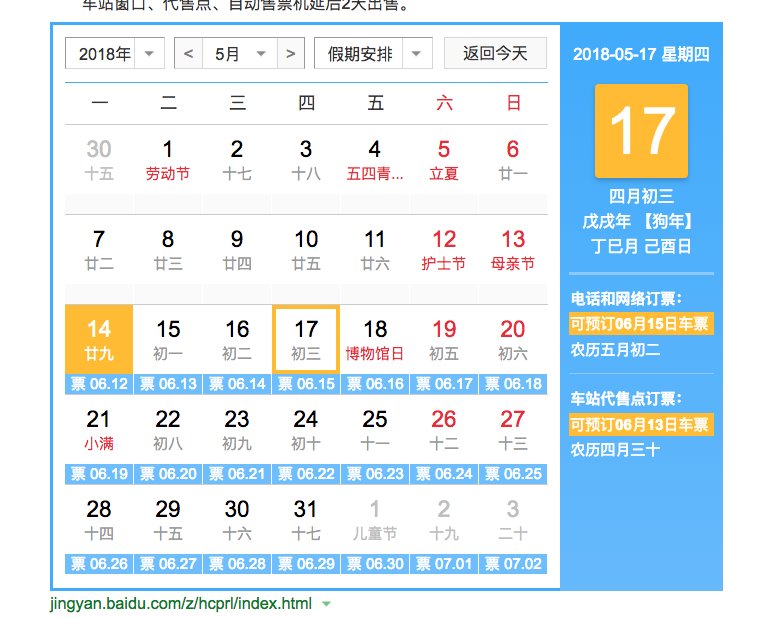 车站窗口、代售点、自动售票机延后2天出售。
2018年 < 5月 > 假期安排 返回今天
一 二 三 四 五 六 日
30 1 2 3 4 5 6
十五 劳动节 十七 十八 五四青... 立夏 廿一
7 8 9 10 11 12 13
廿二 廿三 廿四 廿五 廿六 护士节 母亲节
14 15 16 17 18 19 20
廿九 初一 初二 初三 博物馆日 初五 初六
票 06.12 票 06.13 票 06.14 票 06.15 票 06.16 票 06.17 票 06.18
21 22 23 24 25 26 27
小满 初八 初九 初十 十一 十二 十三
票 06.19 票 06.20 票 06.21 票 06.22 票 06.23 票 06.24 票 06.25
28 29 30 31 1 2 3
十四 十五 十六 十七 儿童节 十九 二十
票 06.26 票 06.27 票 06.28 票 06.29 票 06.30 票 07.01 票 07.02
2018-05-17 星期四
17
四月初三
戊戌年 【狗年】
丁巳月 己酉日
电话和网络订票：
可预订06月15日车票
农历五月初二
车站代售点订票：
可预订06月13日车票
农历四月三十
jingyan.baidu.com/z/hcprl/index.html